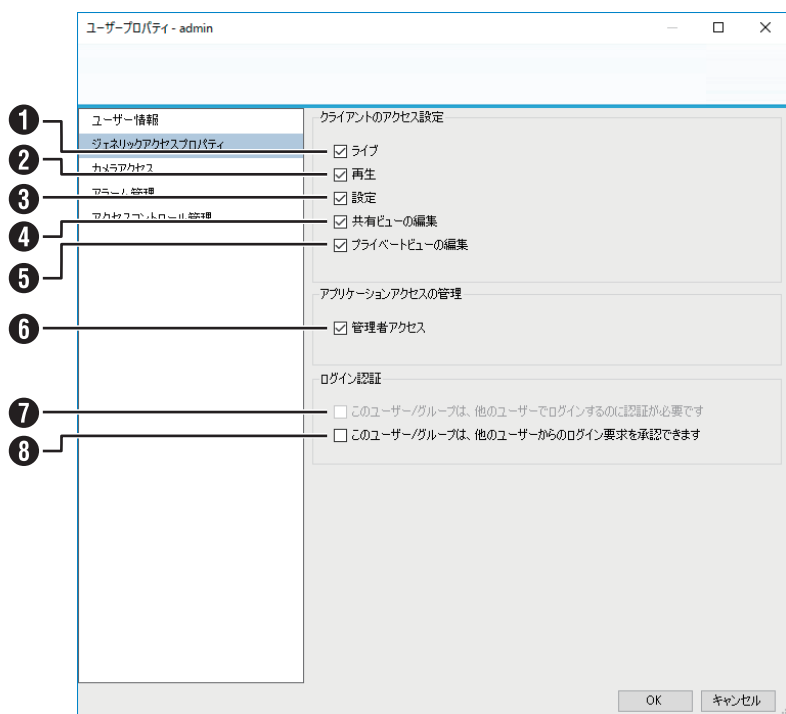 ユーザープロパティ - admin
ユーザー情報
ジェネリックアクセスプロパティ
カメラアクセス
アラーム管理
アクセスコントロール管理
クライアントのアクセス設定
❶ ライブ
❷ 再生
❸ 設定
❹ 共有ビューの編集
❺ プライベートビューの編集
アプリケーションアクセスの管理
❻ 管理者アクセス
ログイン認証
❼ このユーザー/グループは、他のユーザーでログインするのに認証が必要です
❽ このユーザー/グループは、他のユーザーからのログイン要求を承認できます
OK キャンセル